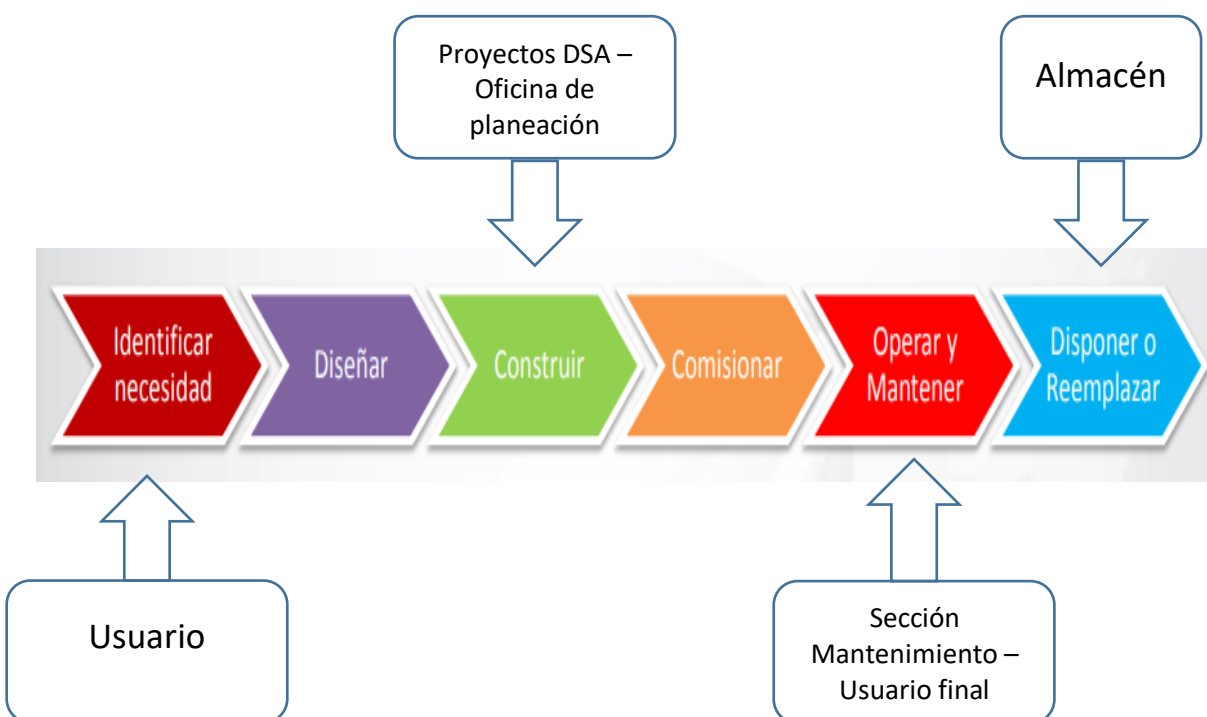 Proyectos DSA –
Oficina de
planeación
Almacén
Identificar
necesidad
Diseñar
Construir
Comisionar
Operar y
Mantener
Disponer o
Reemplazar
Usuario
Sección
Mantenimiento –
Usuario final